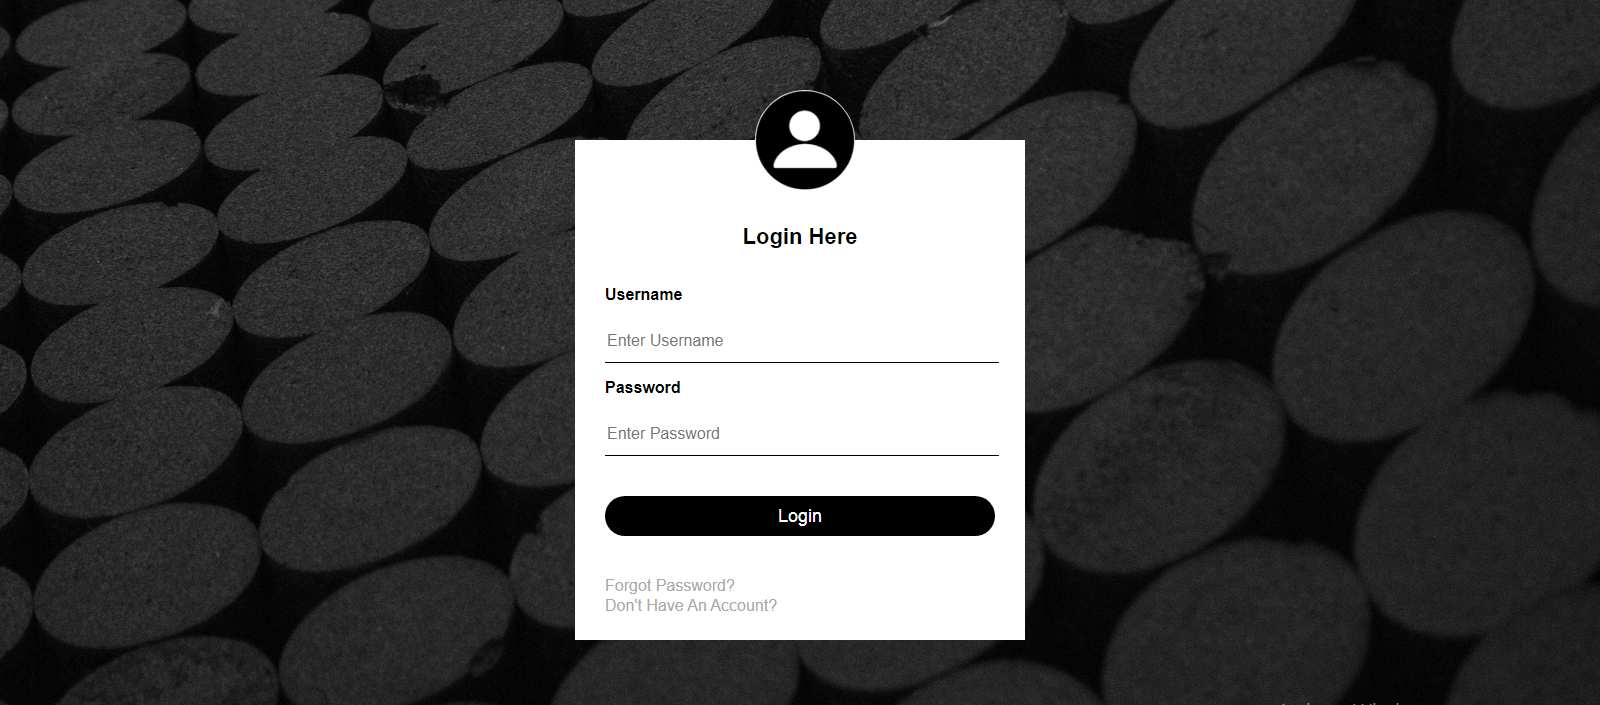 Login Here
Username
Enter Username
Password
Enter Password
Login
Forgot Password?
Don't Have An Account?